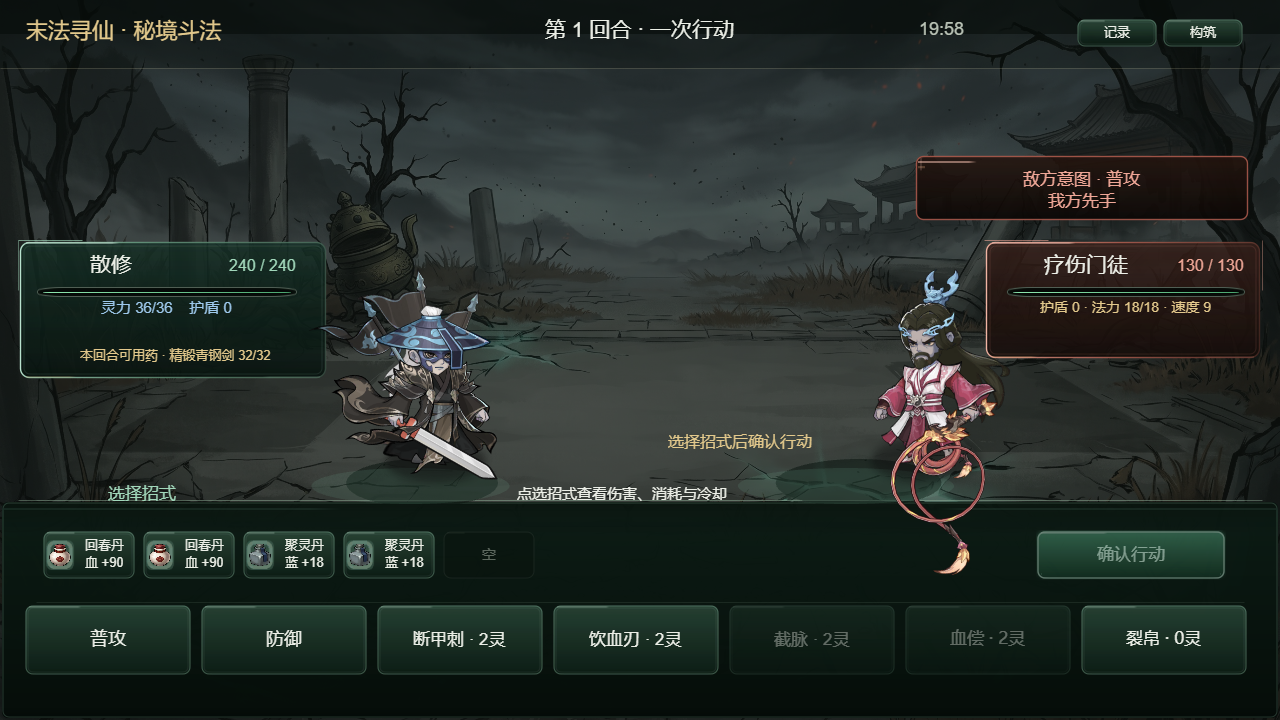 末法寻仙 · 秘境斗法
第 1 回合 · 一次行动
19:58
记录
构筑
敌方意图 · 普攻
我方先手
散修
240 / 240
灵力 36/36 护盾 0
本回合可用药 · 精锻青钢剑 32/32
疗伤门徒
130 / 130
护盾 0 · 法力 18/18 · 速度 9
选择招式后确认行动
选择招式
点选招式查看伤害、消耗与冷却
回春丹
血 +90
回春丹
血 +90
聚灵丹
蓝 +18
聚灵丹
蓝 +18
空
确认行动
普攻
防御
断甲刺 · 2灵
饮血刃 · 2灵
截脉 · 2灵
血偿 · 2灵
裂帛 · 0灵